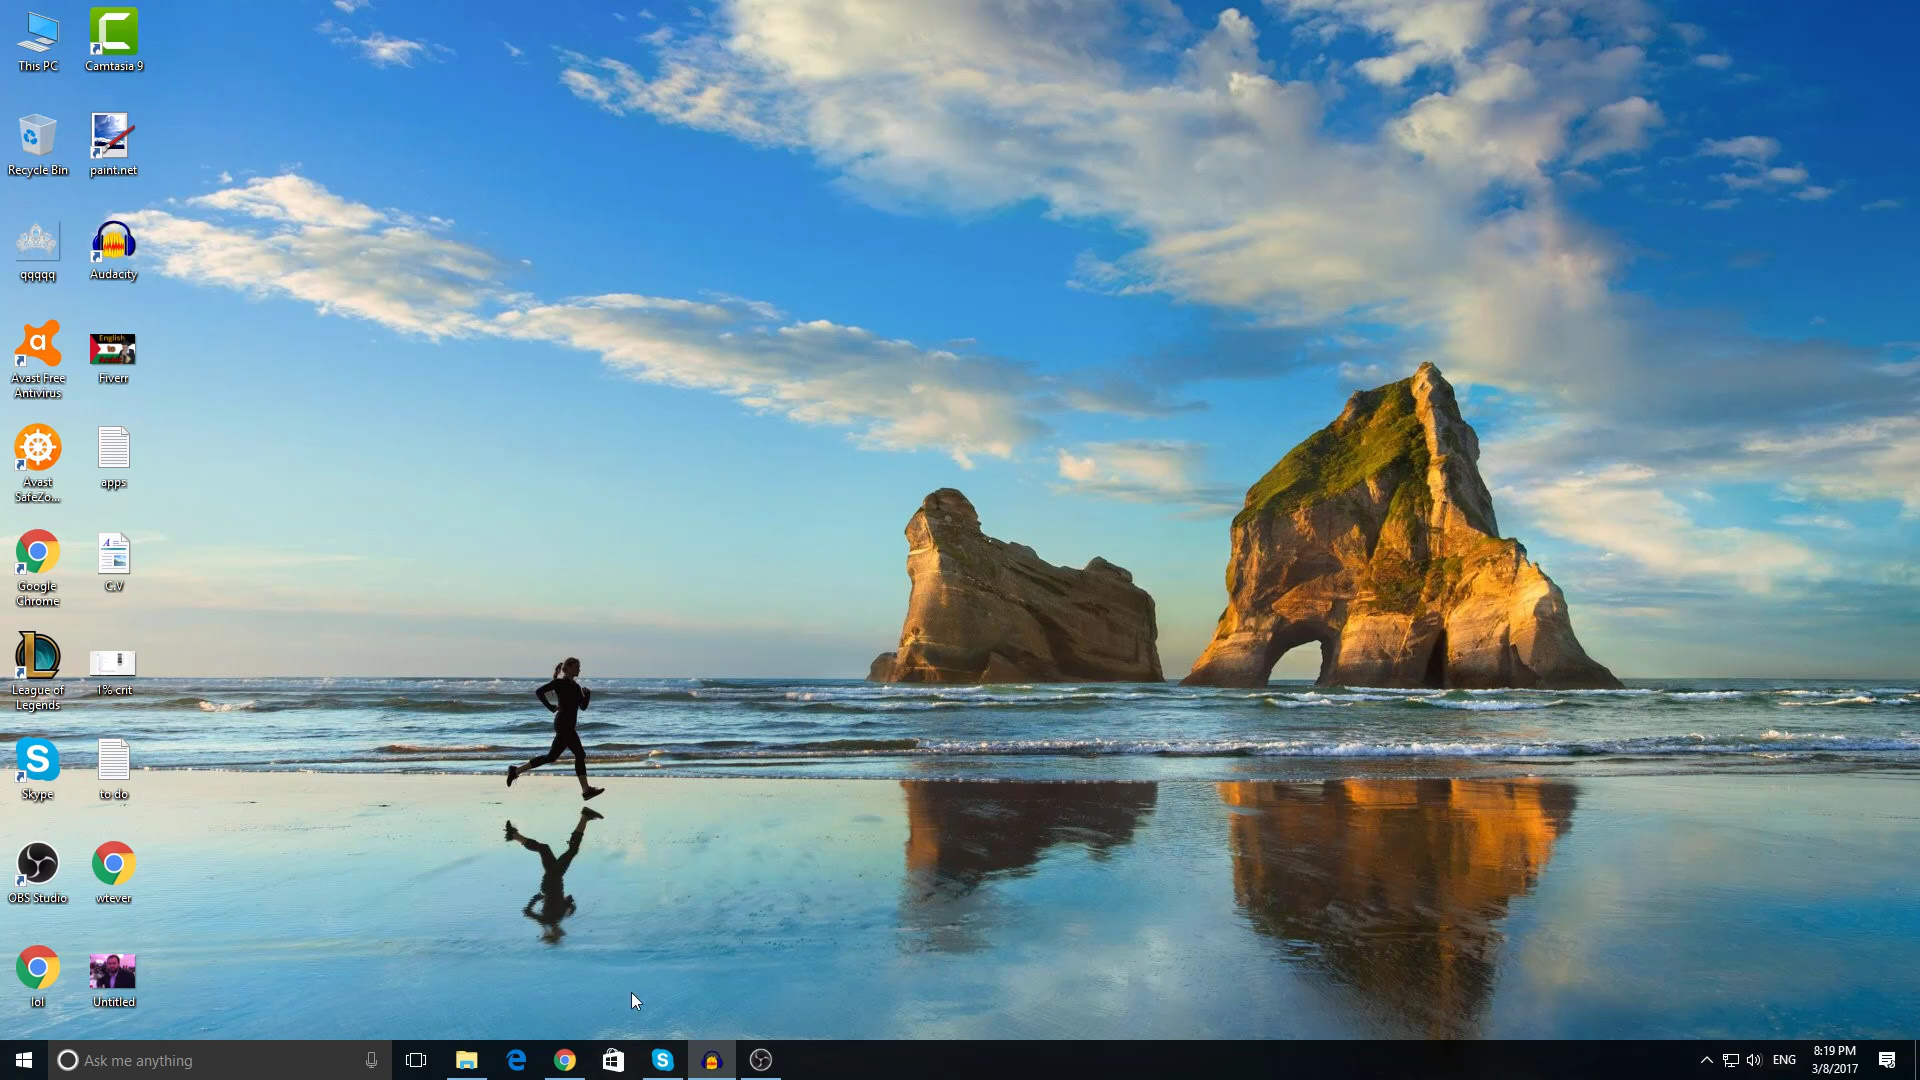 This PC
Camtasia 9
Recycle Bin
paint.net
qqqqq
Audacity
Avast Free
Antivirus
English
to
Fiverr
Avast
SafeZo...
apps
Google
Chrome
C.V
League of
Legends
1% crit
Skype
to do
OBS Studio
wtever
lol
Untitled
Ask me anything
ENG
8:19 PM
3/8/2017